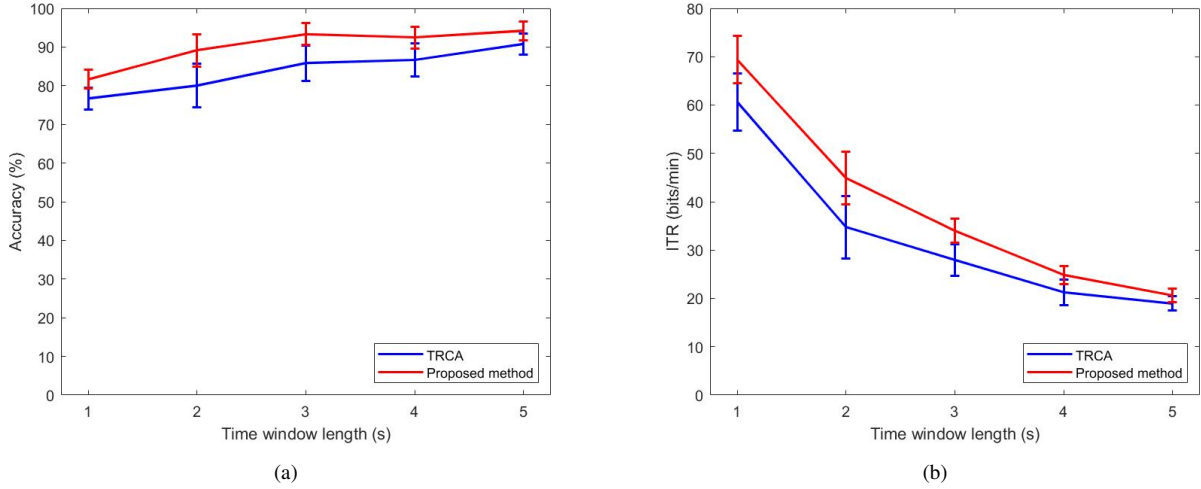 100
90
80
70
60
50
40
30
20
10
0
Accuracy (%)
TRCA
Proposed method
1 2 3 4 5
Time window length (s)
(a)
80
70
60
50
40
30
20
10
0
ITR (bits/min)
TRCA
Proposed method
1 2 3 4 5
Time window length (s)
(b)